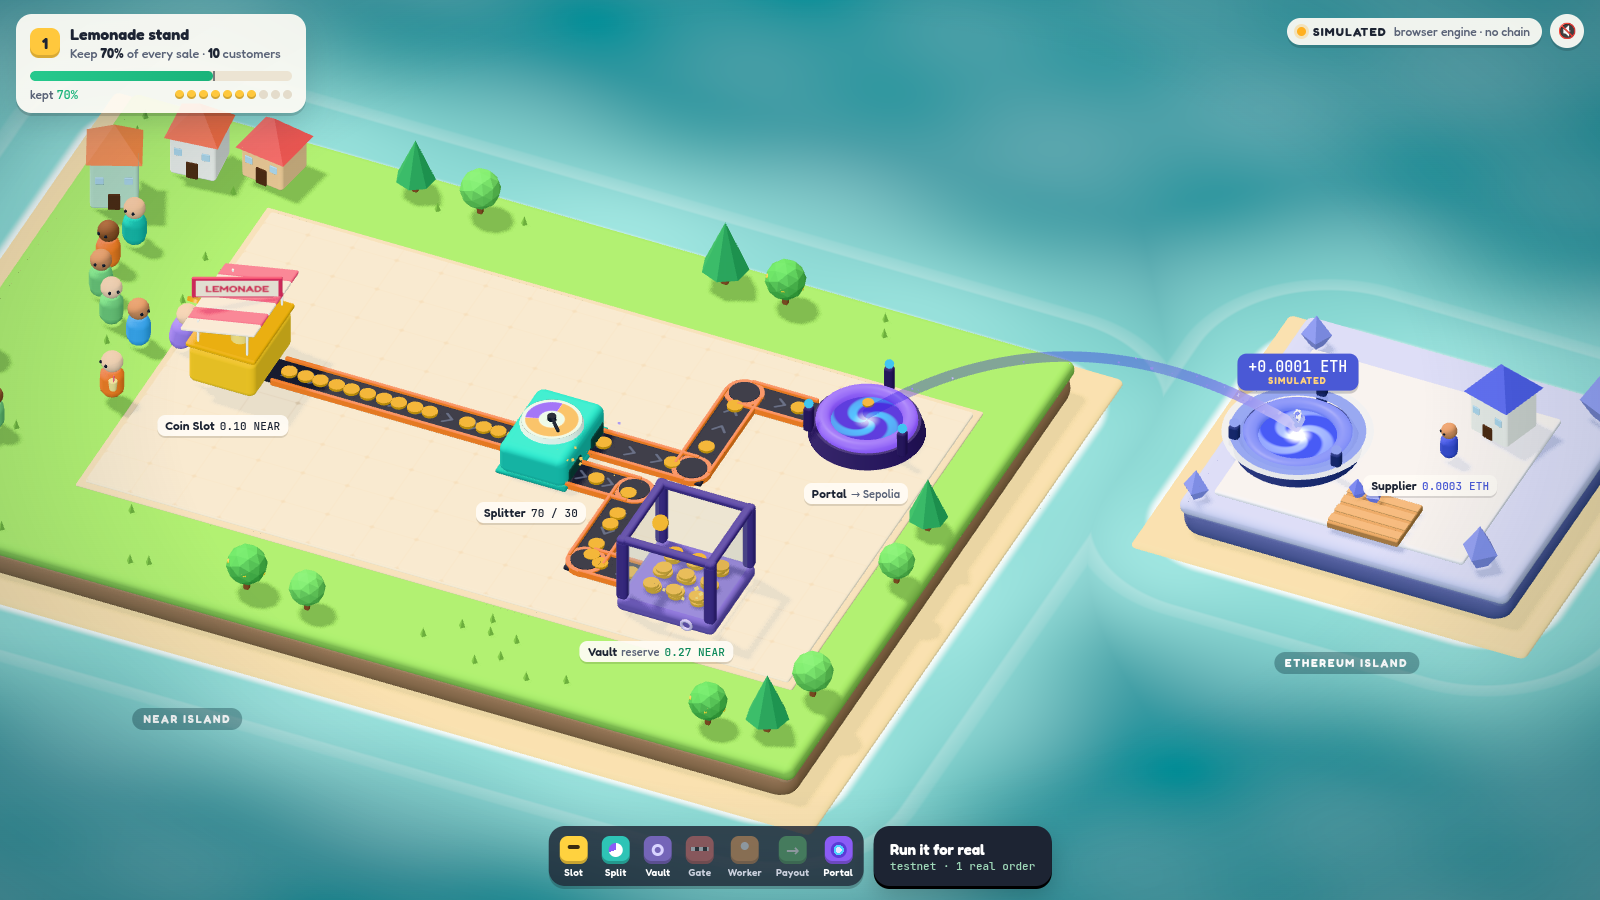 1
Lemonade stand
Keep 70% of every sale · 10 customers
kept 70%
SIMULATED browser engine · no chain
LEMONADE
Coin Slot 0.10 NEAR
Splitter 70 / 30
Portal → Sepolia
+0.0001 ETH
SIMULATED
Supplier 0.0003 ETH
Vault reserve 0.27 NEAR
ETHEREUM ISLAND
NEAR ISLAND
Slot
Split
Vault
Gate
Worker
Payout
Portal
Run it for real
testnet · 1 real order